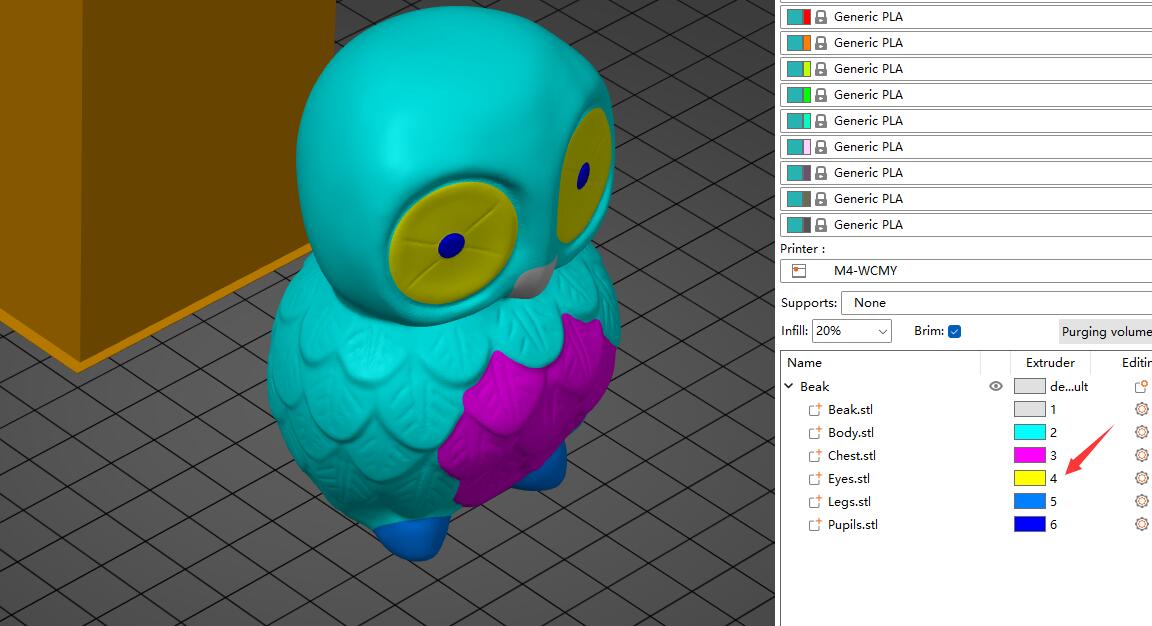 Generic PLA
Generic PLA
Generic PLA
Generic PLA
Generic PLA
Generic PLA
Generic PLA
Generic PLA
Generic PLA
Printer :
M4-WCMY
Supports: None
Infill: 20% Brim: Purging volume
Name Extruder Editin
Beak de...ult
Beak.stl 1
Body.stl 2
Chest.stl 3
Eyes.stl 4
Legs.stl 5
Pupils.stl 6